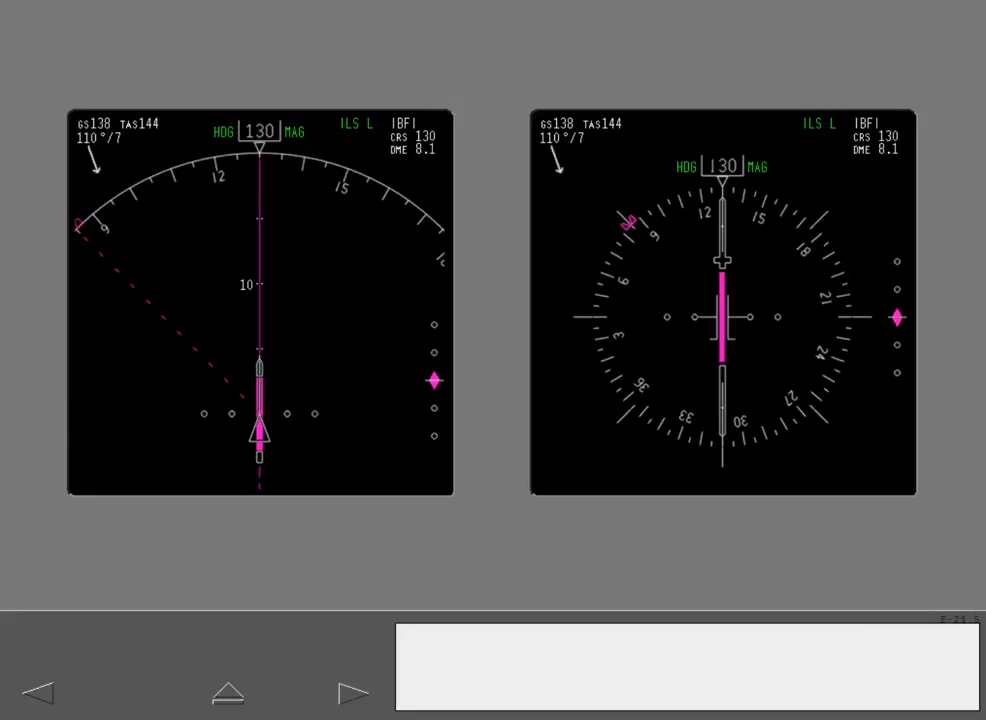 GS138 TAS144
110°/7
HDG 130 MAG
ILS L
IBFI
CRS 130
DME 8.1
12
15
9
10
GS138 TAS144
110°/7
HDG 130 MAG
ILS L
IBFI
CRS 130
DME 8.1
12
15
9
18
6
21
3
24
36
27
33
30